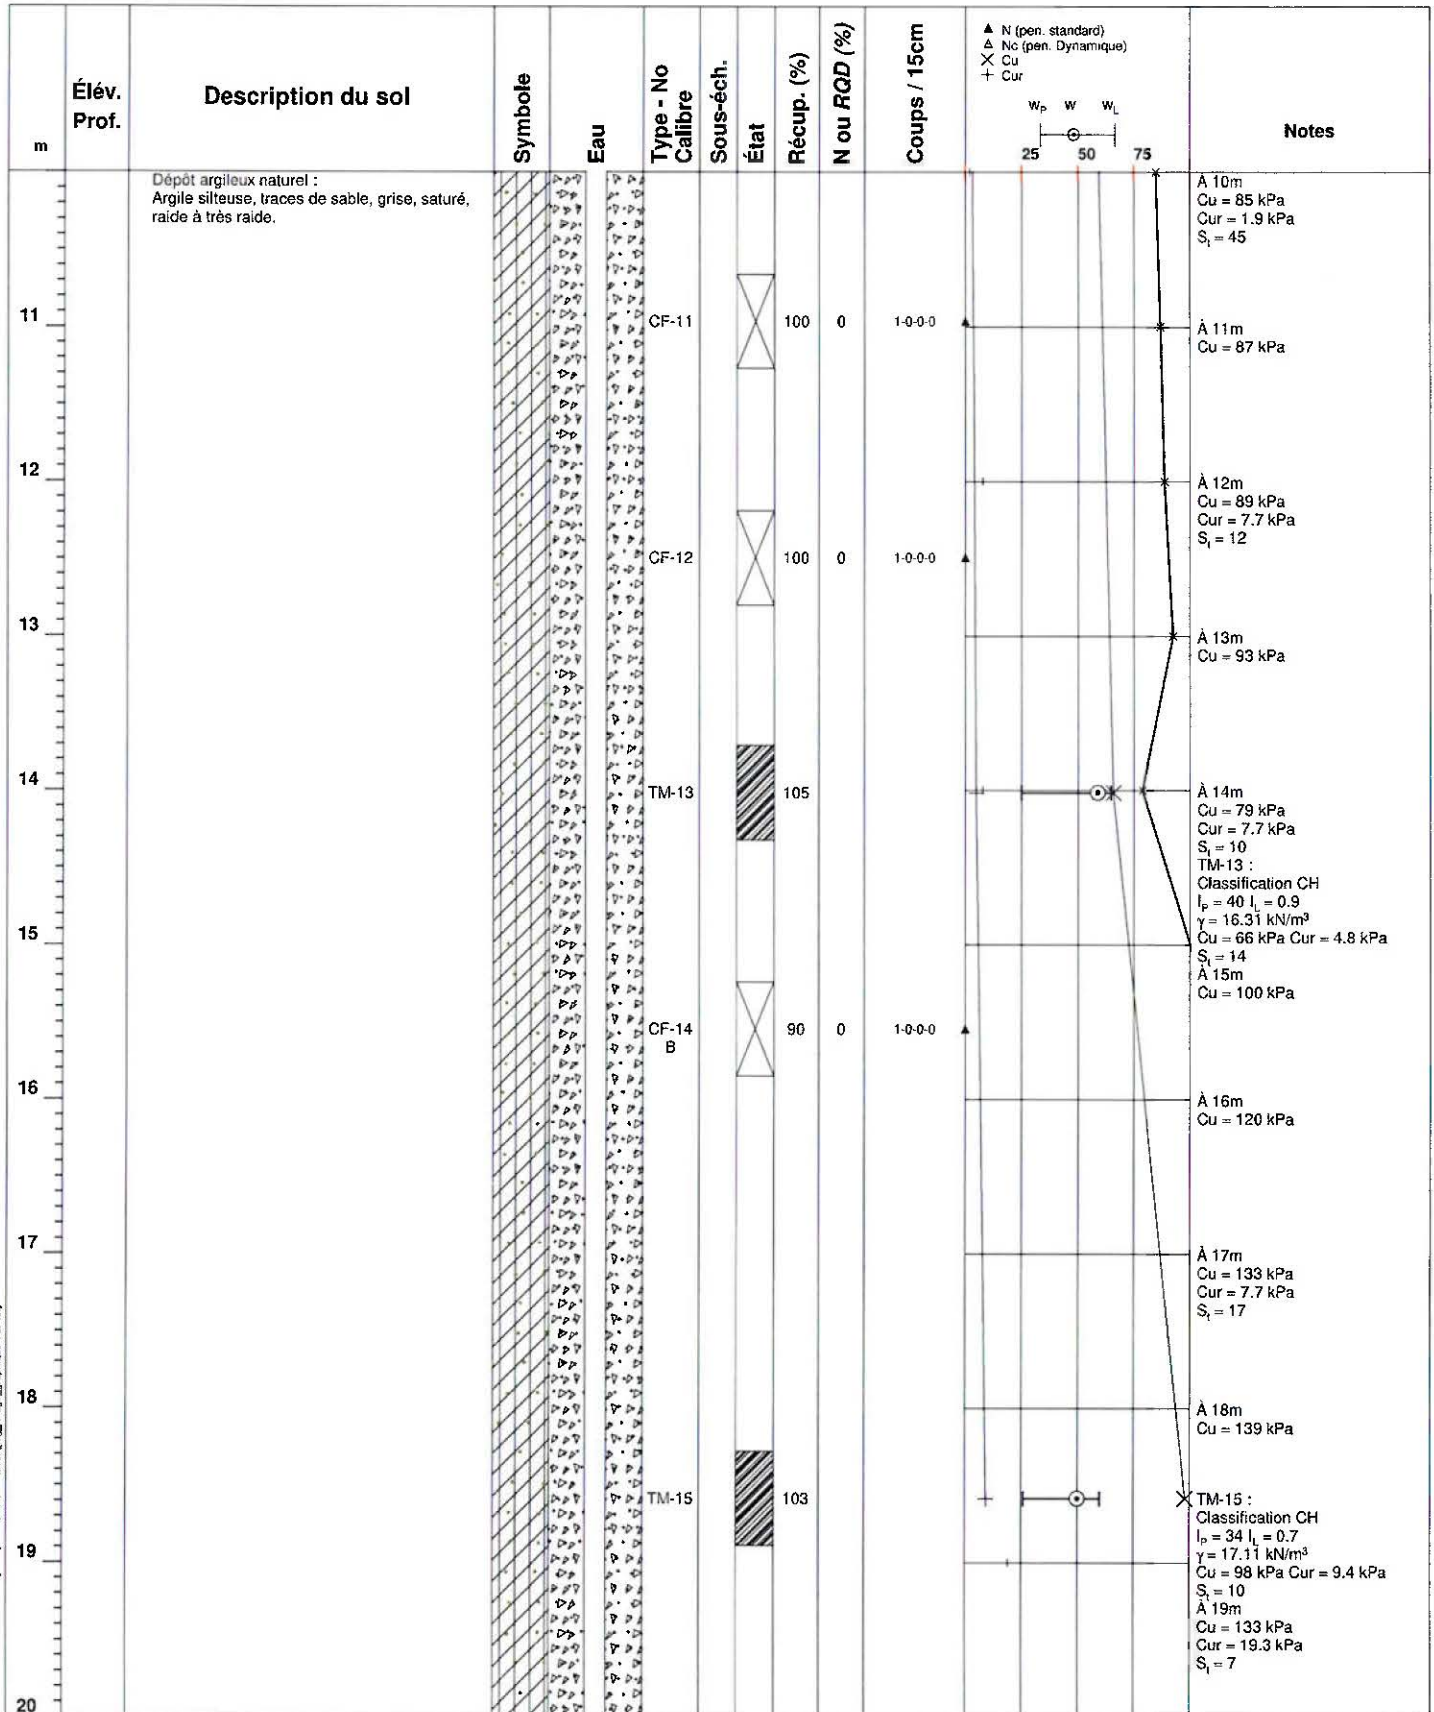 m
Élév.
Prof.
Description du sol
Symbole
Eau
Type - No
Calibre
Sous-éch.
État
Récup. (%)
N ou RQD (%)
Coups / 15cm
▲ N (pen. standard)
△ Nc (pen. Dynamique)
× Cu
+ Cur
wP w wL
25 50 75
Notes
Dépôt argileux naturel :
Argile silteuse, traces de sable, grise, saturé,
raide à très raide.
À 10m
Cu = 85 kPa
Cur = 1.9 kPa
St = 45
11
CF-11 100 0 1-0-0-0
À 11m
Cu = 87 kPa
12
À 12m
Cu = 89 kPa
Cur = 7.7 kPa
St = 12
CF-12 100 0 1-0-0-0
13
À 13m
Cu = 93 kPa
14
TM-13 105
À 14m
Cu = 79 kPa
Cur = 7.7 kPa
St = 10
TM-13 :
Classification CH
IP = 40 IL = 0.9
γ = 16.31 kN/m³
Cu = 66 kPa Cur = 4.8 kPa
St = 14
15
À 15m
Cu = 100 kPa
CF-14 90 0 1-0-0-0
B
16
À 16m
Cu = 120 kPa
17
À 17m
Cu = 133 kPa
Cur = 7.7 kPa
St = 17
18
À 18m
Cu = 139 kPa
TM-15 103
TM-15 :
Classification CH
IP = 34 IL = 0.7
γ = 17.11 kN/m³
Cu = 98 kPa Cur = 9.4 kPa
St = 10
19
À 19m
Cu = 133 kPa
Cur = 19.3 kPa
St = 7
20